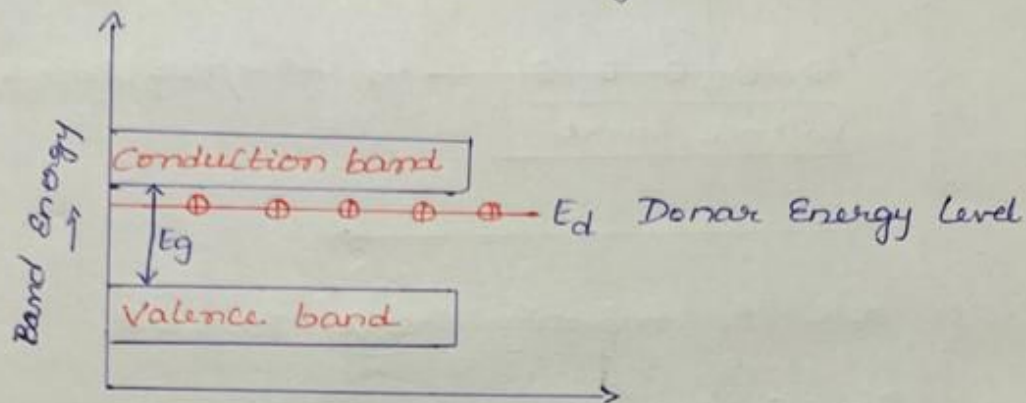 Conduction band
Ed Donar Energy Level
Eg
Valence band
Band Energy →